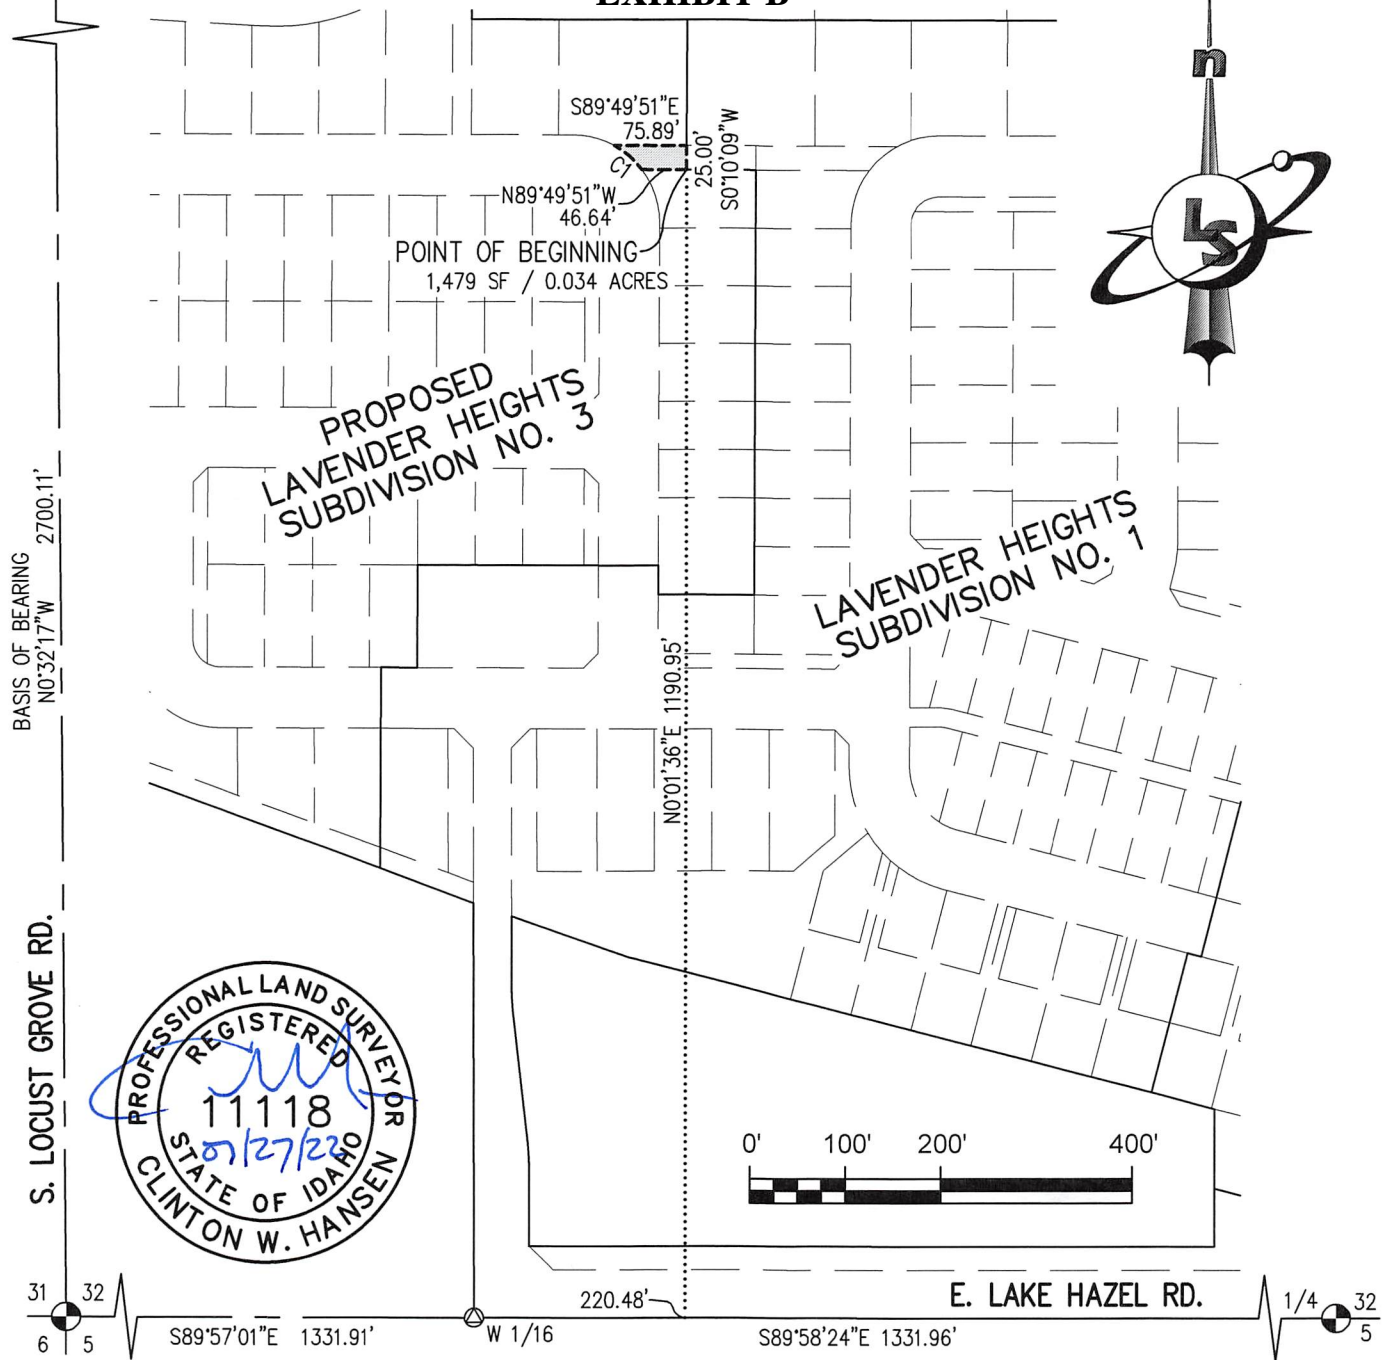 EXHIBIT B
n
LS
S89°49'51"E
75.89'
25.00'
S0°10'09"W
C1
N89°49'51"W
46.64'
POINT OF BEGINNING
1,479 SF / 0.034 ACRES
PROPOSED
LAVENDER HEIGHTS
SUBDIVISION NO. 3
LAVENDER HEIGHTS
SUBDIVISION NO. 1
BASIS OF BEARING
N0°32'17"W 2700.11'
N0°01'36"E 1190.95'
S. LOCUST GROVE RD.
PROFESSIONAL LAND SURVEYOR
REGISTERED
11118
07/27/22
STATE OF IDAHO
CLINTON W. HANSEN
0' 100' 200' 400'
E. LAKE HAZEL RD.
220.48'
31 32
6 5
S89°57'01"E 1331.91'
W 1/16
S89°58'24"E 1331.96'
1/4 32
5